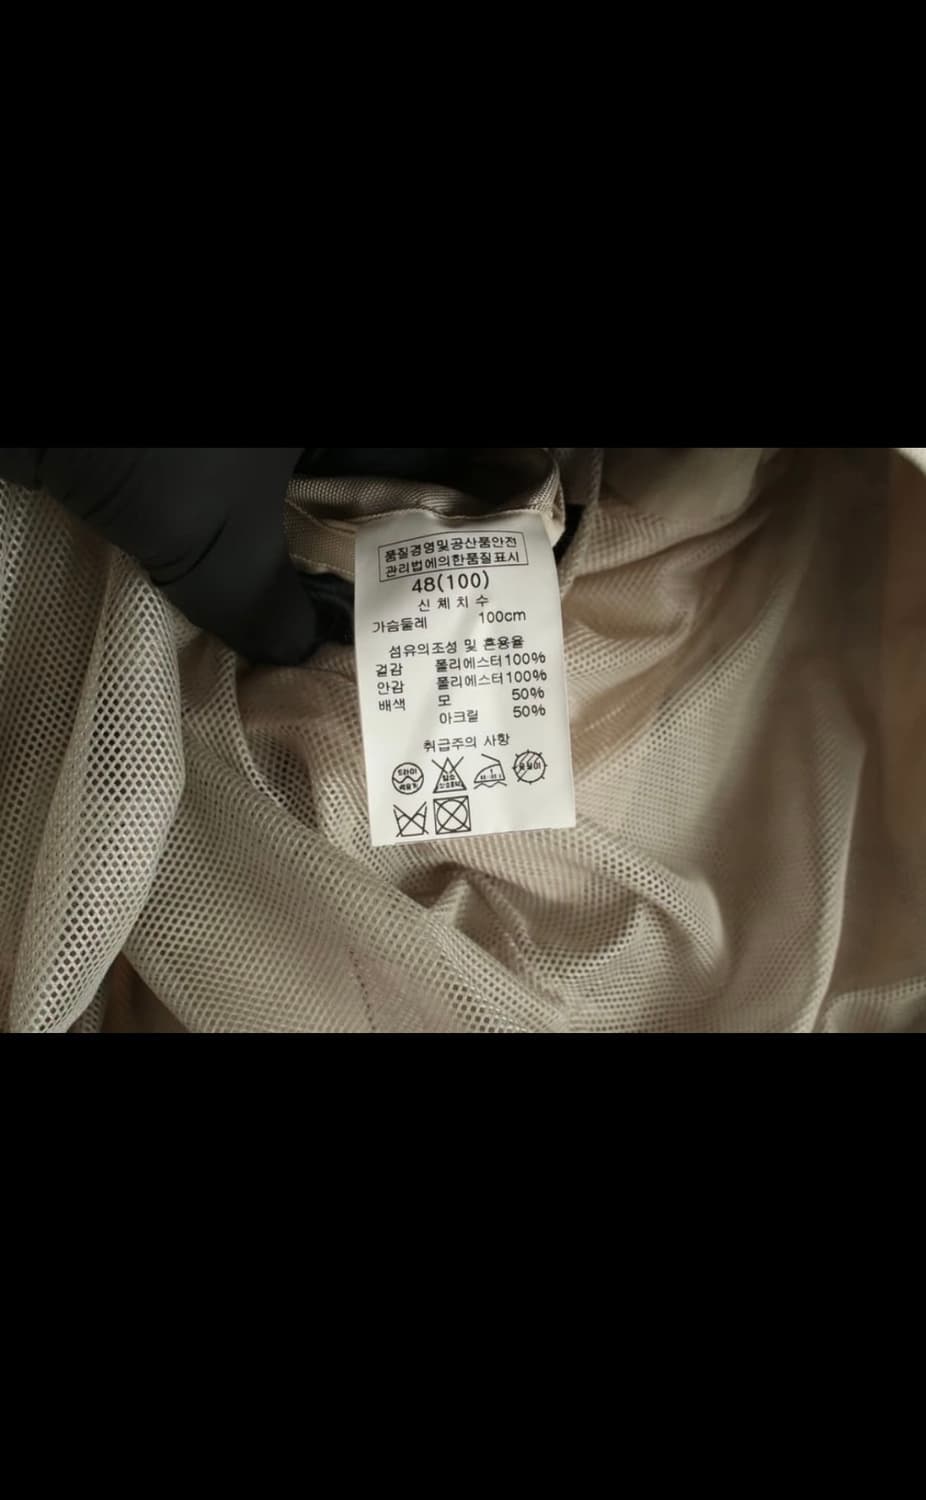 품질경영및공산품안전
관리법에의한품질표시
48(100)
신 체 치 수
가슴둘레 100cm
섬유의조성 및 혼용율
겉감 폴리에스터100%
안감 폴리에스터100%
배색 모 50%
아크릴 50%
취급주의 사항
드라이